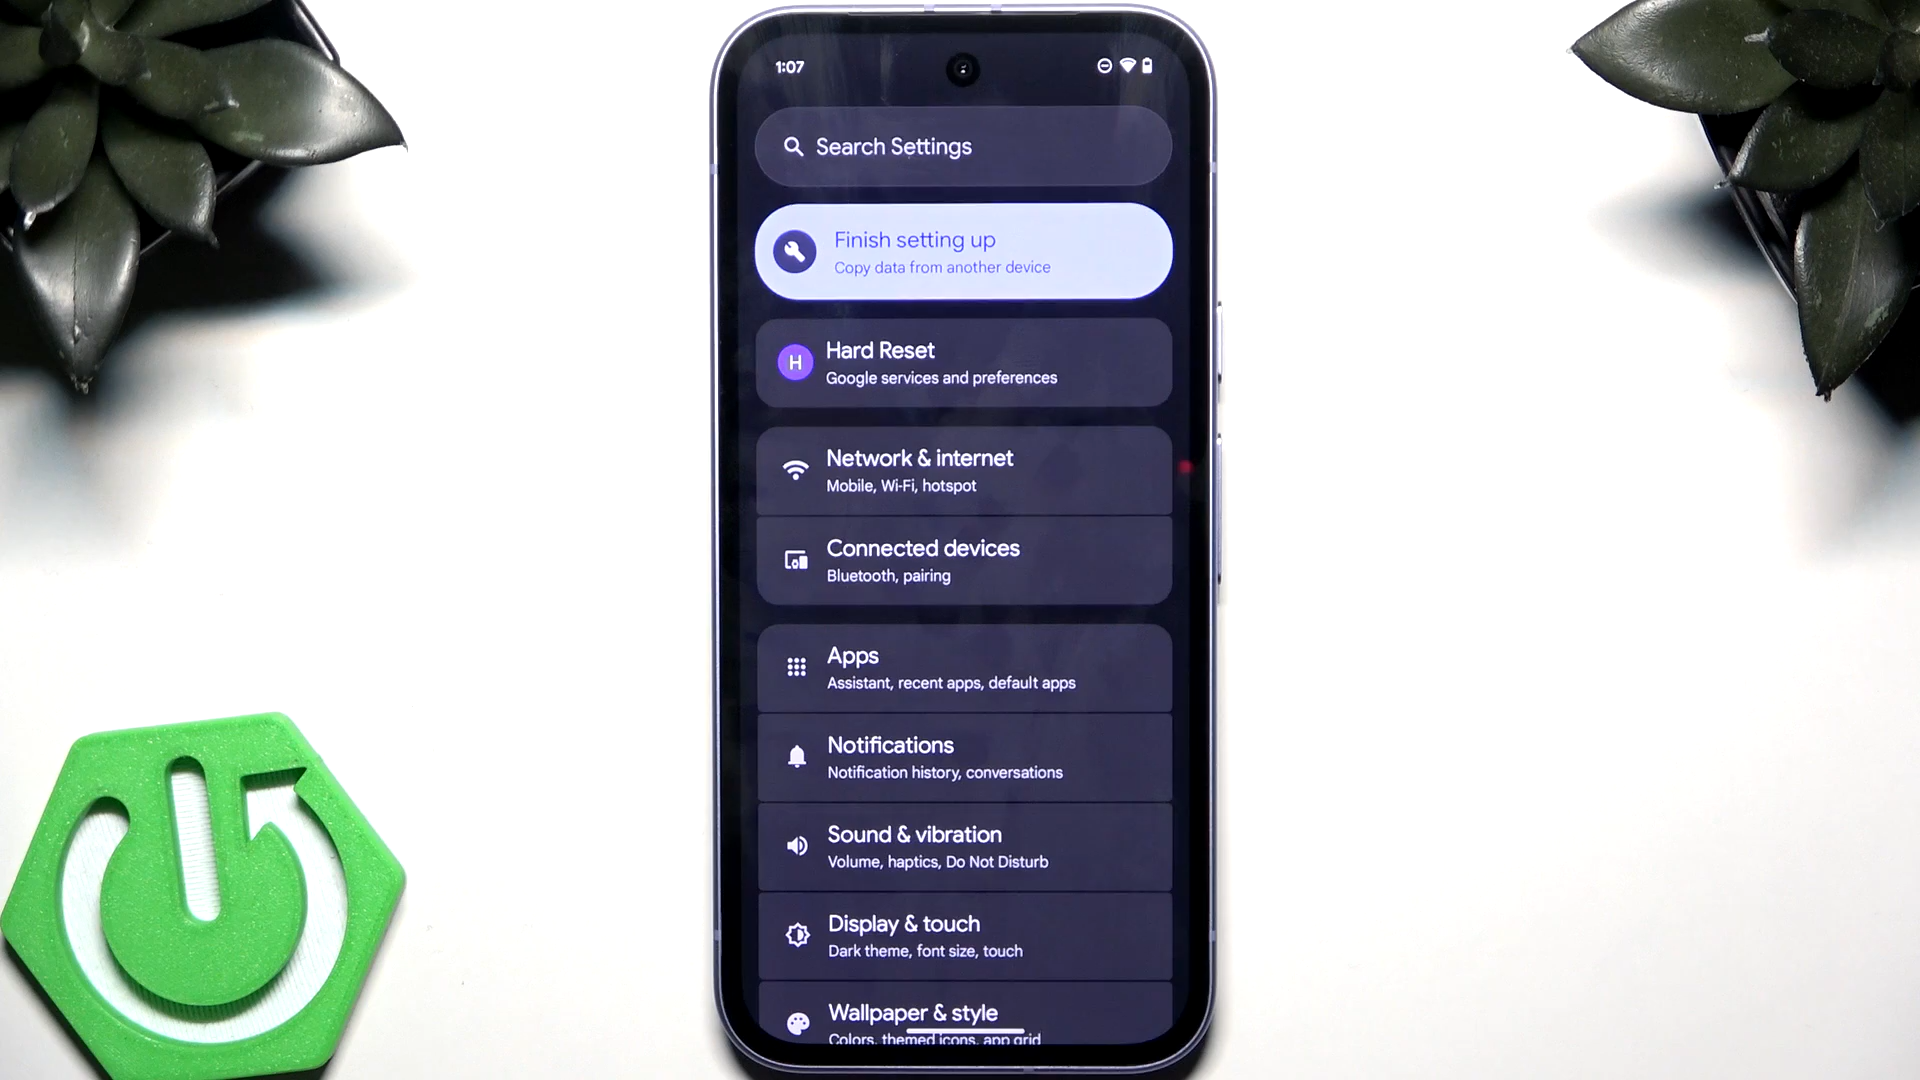 1:07
Search Settings
Finish setting up
Copy data from another device
H
Hard Reset
Google services and preferences
Network & internet
Mobile, Wi-Fi, hotspot
Connected devices
Bluetooth, pairing
Apps
Assistant, recent apps, default apps
Notifications
Notification history, conversations
Sound & vibration
Volume, haptics, Do Not Disturb
Display & touch
Dark theme, font size, touch
Wallpaper & style
Colors, themed icons, app grid